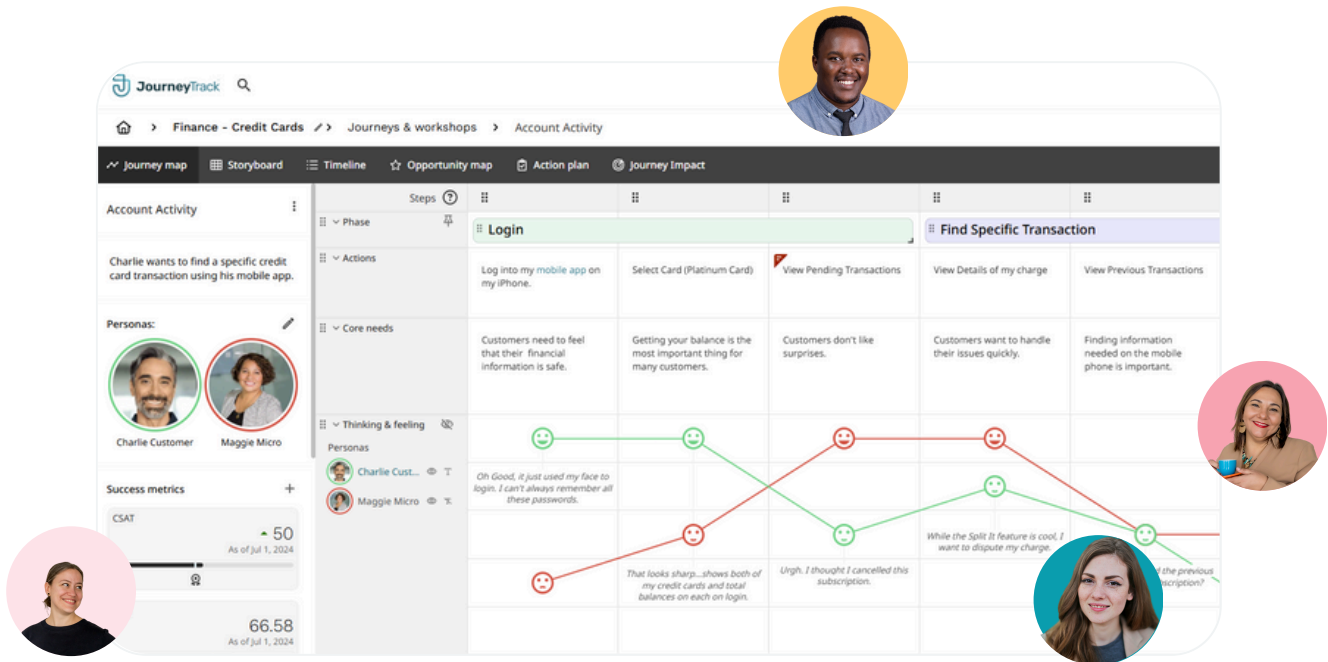 JourneyTrack
Finance - Credit Cards
Journeys & workshops
Account Activity
Journey map
Storyboard
Timeline
Opportunity map
Action plan
Journey Impact
Account Activity
Charlie wants to find a specific credit
card transaction using his mobile app.
Personas:
Charlie Customer
Maggie Micro
Success metrics
CSAT
50
As of Jul 1, 2024
66.58
As of Jul 1, 2024
Steps ?
Phase
Login
Find Specific Transaction
Actions
Log into my mobile app on
my iPhone.
Select Card (Platinum Card)
View Pending Transactions
View Details of my charge
View Previous Transactions
Core needs
Customers need to feel
that their financial
information is safe.
Getting your balance is the
most important thing for
many customers.
Customers don't like
surprises.
Customers want to handle
their issues quickly.
Finding information
needed on the mobile
phone is important.
Thinking & feeling
Personas
Charlie Cust...
Maggie Micro
Oh Good, it just used my face to
login. I can't always remember all
these passwords.
That looks sharp...shows both of
my credit cards and total
balances on each on login.
Urgh. I thought I cancelled this
subscription.
While the Split It feature is cool, I
want to dispute my charge.
the previous